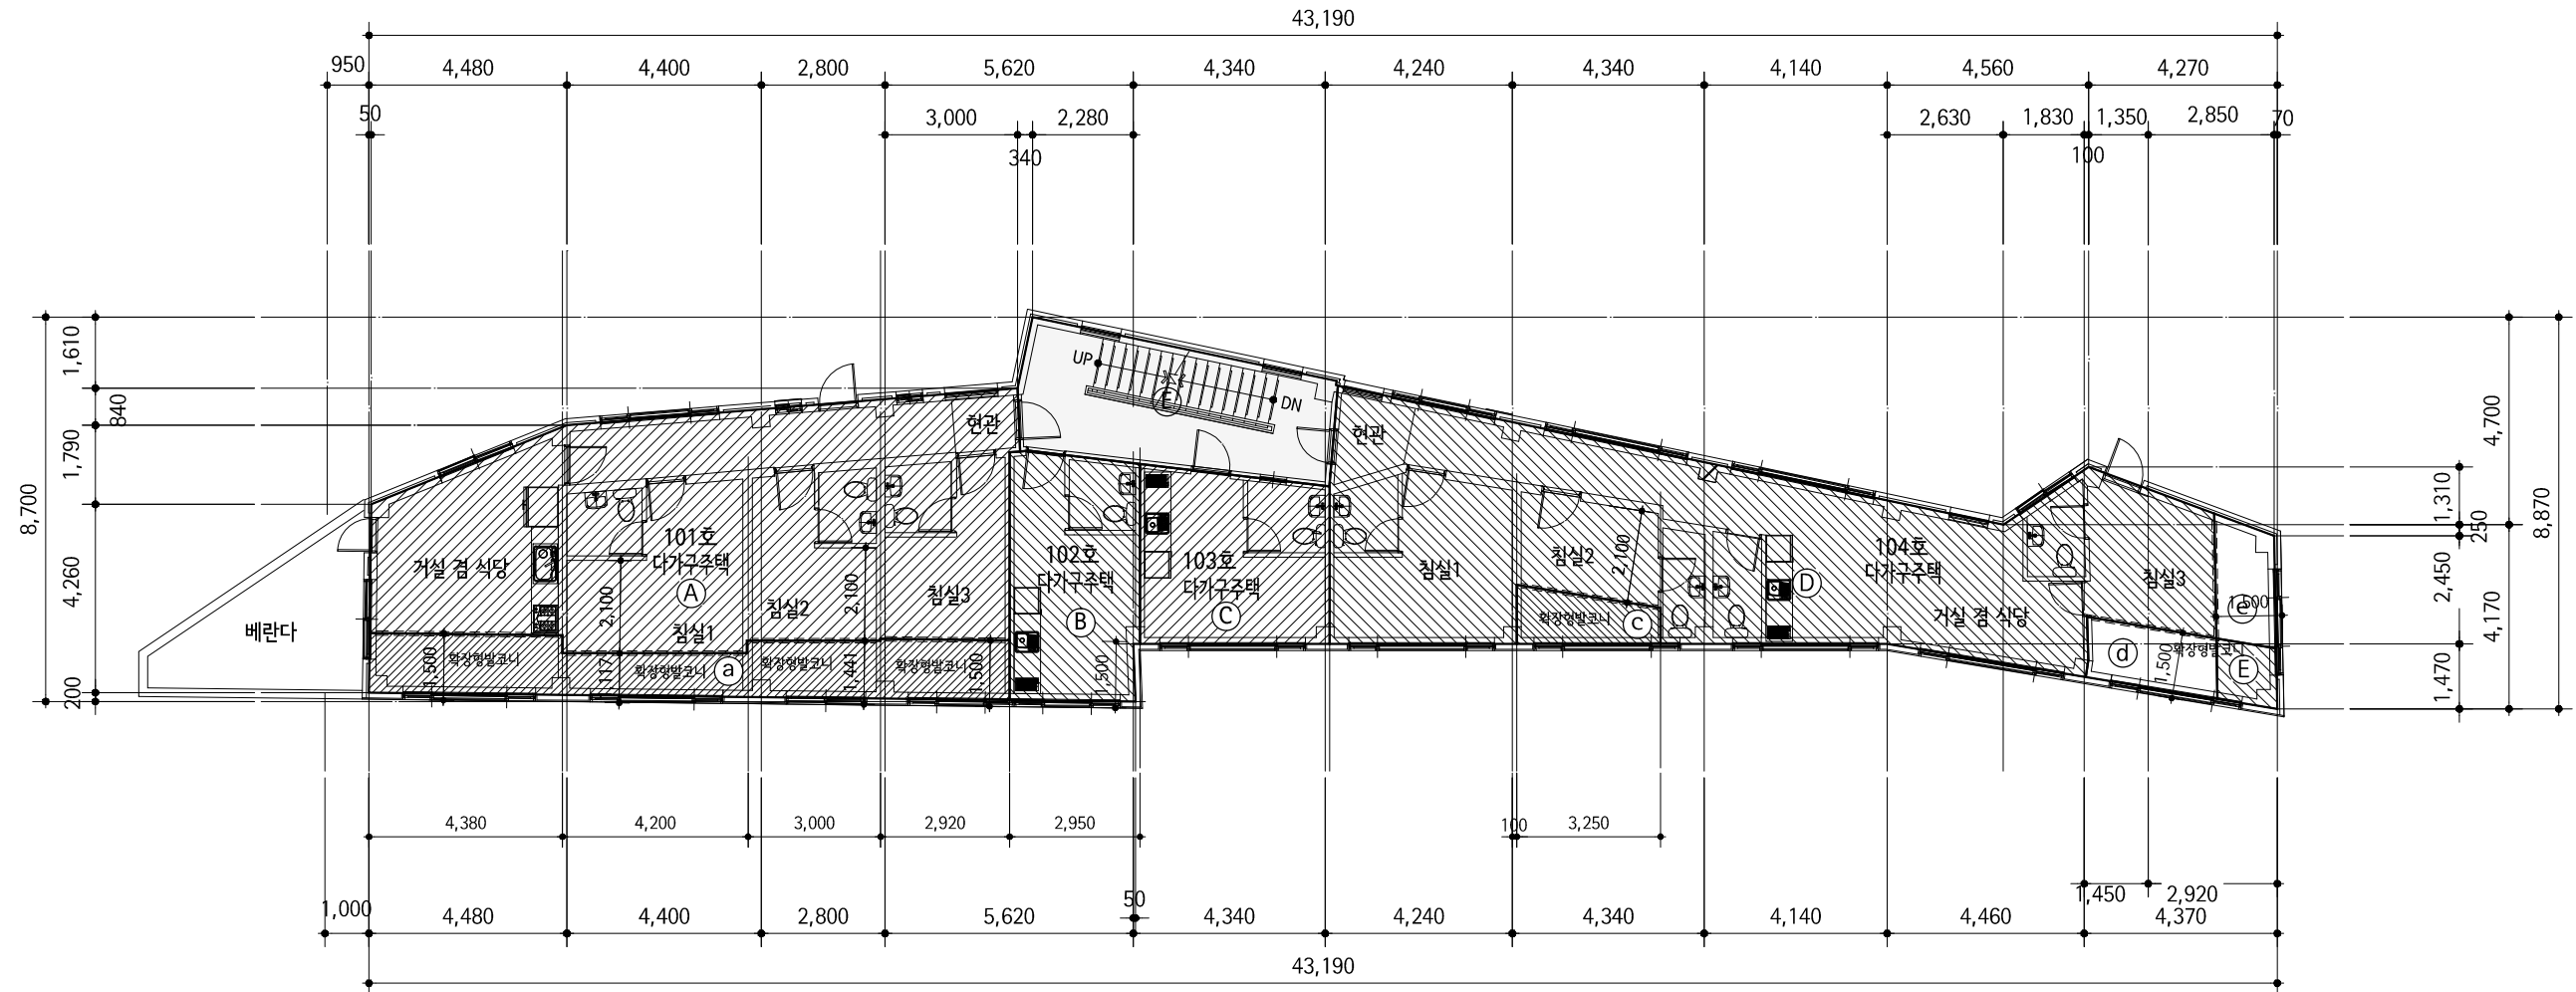 43,190
950
4,480
4,400
2,800
5,620
4,340
4,240
4,340
4,140
4,560
4,270
50
3,000
2,280
340
2,630
1,830
1,350
2,850
70
100
8,700
1,610
840
1,790
4,260
200
UP
DN
F
현관
현관
거실 겸 식당
베란다
101호
다가구주택
A
침실1
침실2
침실3
2,100
2,100
1,500
확장형발코니
117
확장형발코니
a
확장형발코니
1,441
확장형발코니
1,500
102호
다가구주택
B
1,500
103호
다가구주택
C
침실1
침실2
2,100
확장형발코니
c
D
104호
다가구주택
거실 겸 식당
침실3
1,500
e
d
확장형발코니
1,500
E
4,700
1,310
250
2,450
4,170
1,470
8,870
4,380
4,200
3,000
2,920
2,950
100
3,250
1,450
2,920
1,000
4,480
4,400
2,800
5,620
50
4,340
4,240
4,340
4,140
4,460
4,370
43,190